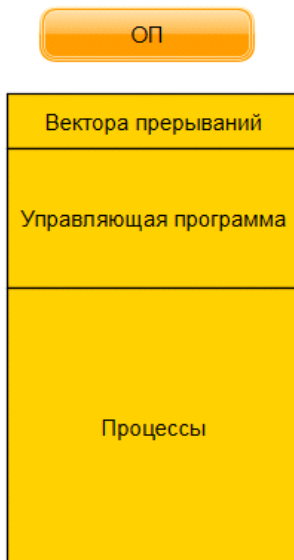 ОП
Вектора прерываний
Управляющая программа
Процессы